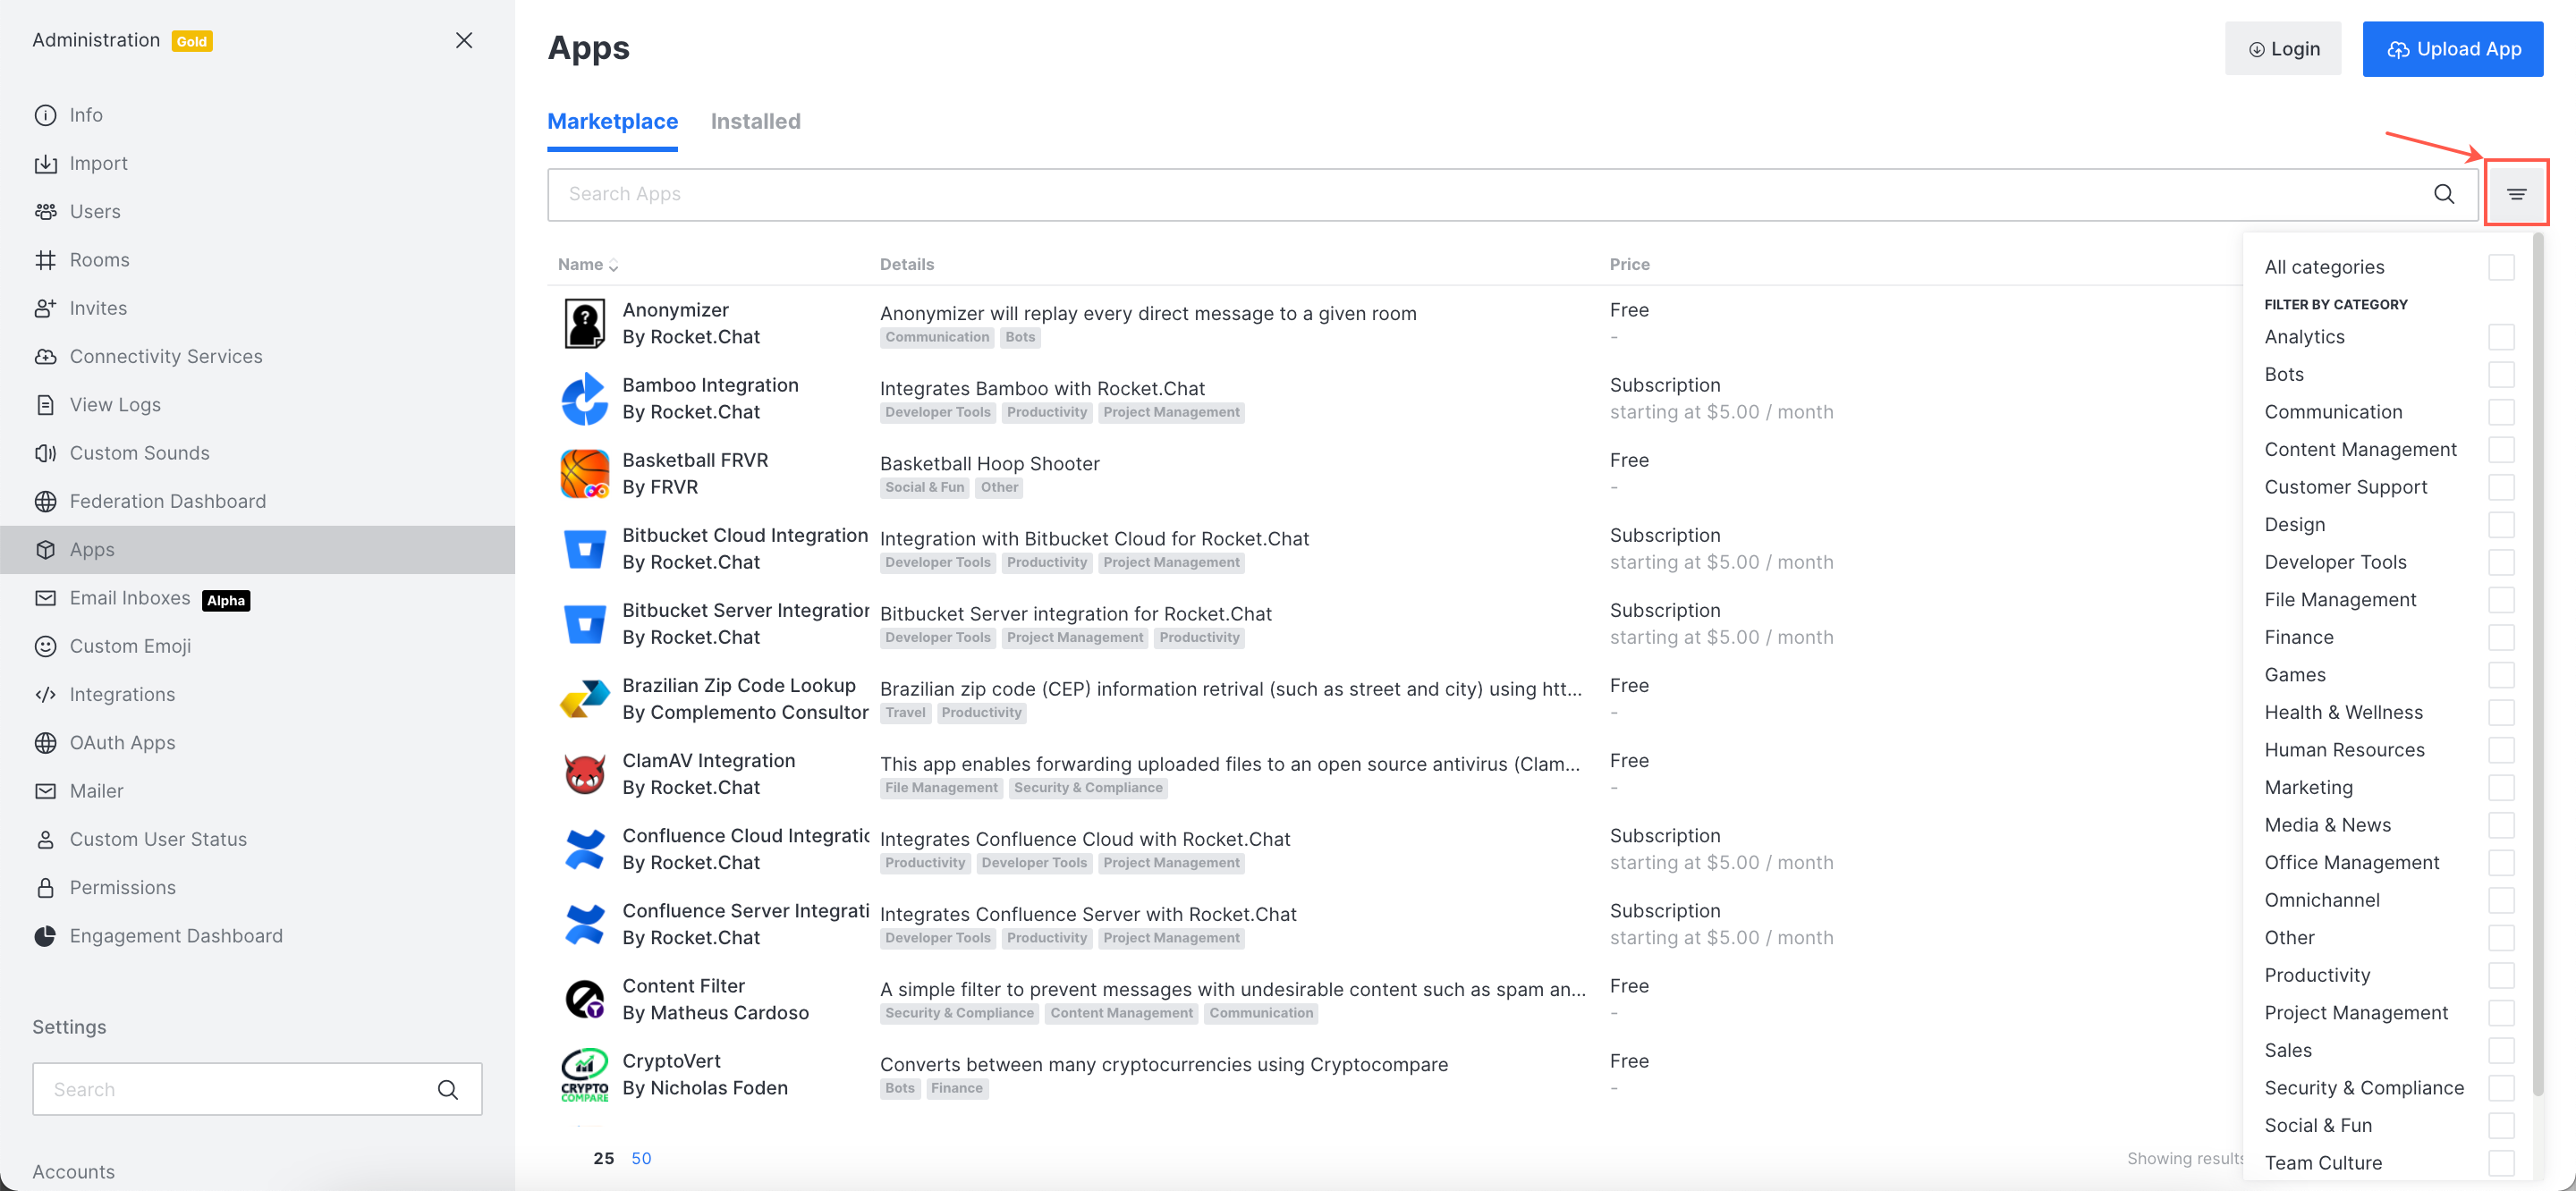 Administration Gold
Info
Import
Users
Rooms
Invites
Connectivity Services
View Logs
Custom Sounds
Federation Dashboard
Apps
Email Inboxes Alpha
Custom Emoji
Integrations
OAuth Apps
Mailer
Custom User Status
Permissions
Engagement Dashboard
Settings
Search
Accounts
Apps
Login
Upload App
Marketplace Installed
Search Apps
Name Details Price
Anonymizer
By Rocket.Chat
Anonymizer will replay every direct message to a given room
Communication Bots
Free
-
Bamboo Integration
By Rocket.Chat
Integrates Bamboo with Rocket.Chat
Developer Tools Productivity Project Management
Subscription
starting at $5.00 / month
Basketball FRVR
By FRVR
Basketball Hoop Shooter
Social & Fun Other
Free
-
Bitbucket Cloud Integration
By Rocket.Chat
Integration with Bitbucket Cloud for Rocket.Chat
Developer Tools Productivity Project Management
Subscription
starting at $5.00 / month
Bitbucket Server Integration
By Rocket.Chat
Bitbucket Server integration for Rocket.Chat
Developer Tools Project Management Productivity
Subscription
starting at $5.00 / month
Brazilian Zip Code Lookup
By Complemento Consultor
Brazilian zip code (CEP) information retrival (such as street and city) using htt...
Travel Productivity
Free
-
ClamAV Integration
By Rocket.Chat
This app enables forwarding uploaded files to an open source antivirus (Clam...
File Management Security & Compliance
Free
-
Confluence Cloud Integratic
By Rocket.Chat
Integrates Confluence Cloud with Rocket.Chat
Productivity Developer Tools Project Management
Subscription
starting at $5.00 / month
Confluence Server Integrati
By Rocket.Chat
Integrates Confluence Server with Rocket.Chat
Developer Tools Productivity Project Management
Subscription
starting at $5.00 / month
Content Filter
By Matheus Cardoso
A simple filter to prevent messages with undesirable content such as spam an...
Security & Compliance Content Management Communication
Free
-
CRYPTO
COMPARE
CryptoVert
By Nicholas Foden
Converts between many cryptocurrencies using Cryptocompare
Bots Finance
Free
-
25 50
Showing results
All categories
FILTER BY CATEGORY
Analytics
Bots
Communication
Content Management
Customer Support
Design
Developer Tools
File Management
Finance
Games
Health & Wellness
Human Resources
Marketing
Media & News
Office Management
Omnichannel
Other
Productivity
Project Management
Sales
Security & Compliance
Social & Fun
Team Culture